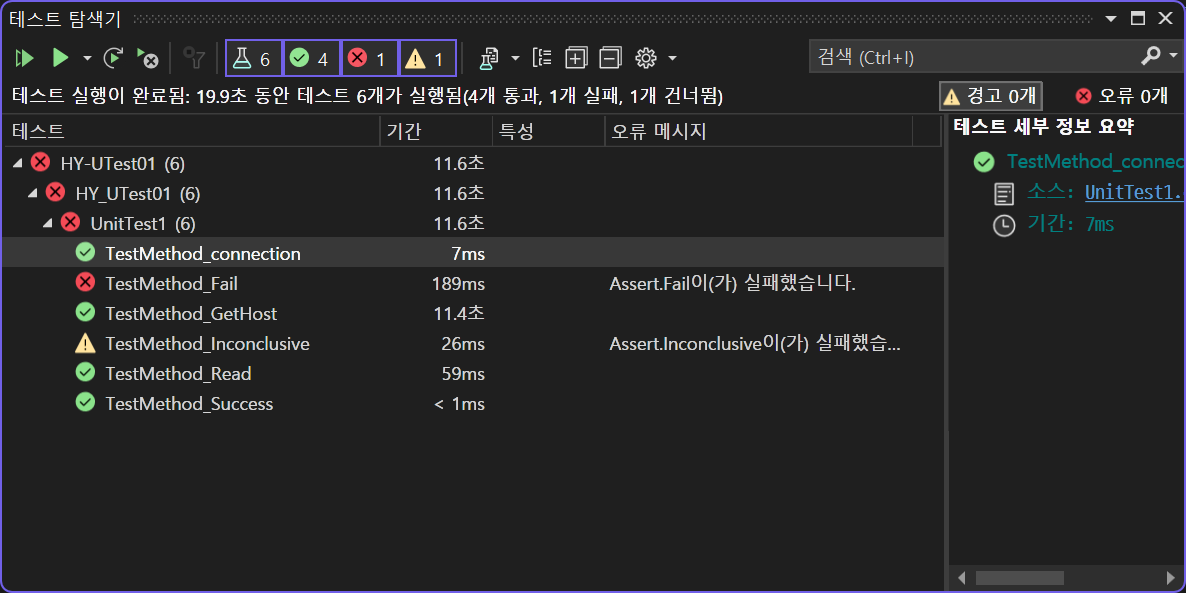 테스트 탐색기
6 4 1 1 검색 (Ctrl+I)
테스트 실행이 완료됨: 19.9초 동안 테스트 6개가 실행됨(4개 통과, 1개 실패, 1개 건너뜀) 경고 0개 오류 0개
테스트 기간 특성 오류 메시지
HY-UTest01 (6) 11.6초
HY_UTest01 (6) 11.6초
UnitTest1 (6) 11.6초
TestMethod_connection 7ms
TestMethod_Fail 189ms Assert.Fail이(가) 실패했습니다.
TestMethod_GetHost 11.4초
TestMethod_Inconclusive 26ms Assert.Inconclusive이(가) 실패했습...
TestMethod_Read 59ms
TestMethod_Success < 1ms
테스트 세부 정보 요약
TestMethod_connec
소스: UnitTest1.
기간: 7ms